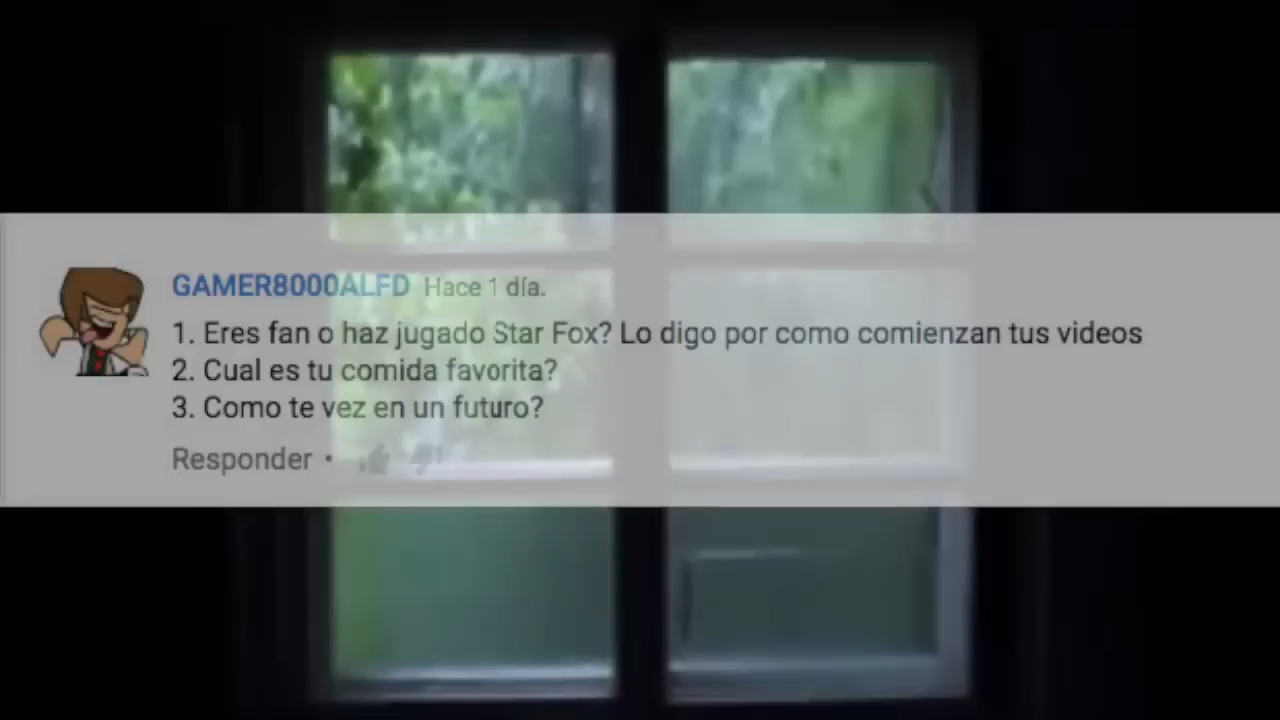 GAMER8000ALFD Hace 1 día.
1. Eres fan o haz jugado Star Fox? Lo digo por como comienzan tus videos
2. Cual es tu comida favorita?
3. Como te vez en un futuro?
Responder •